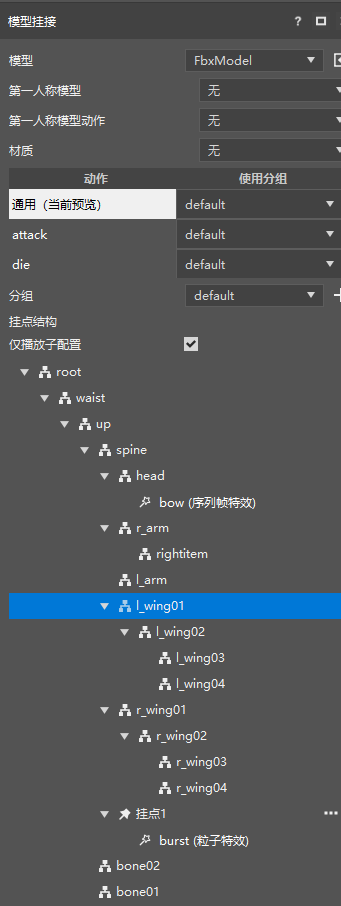 模型挂接 ?
模型 FbxModel
第一人称模型 无
第一人称模型动作 无
材质 无
动作 使用分组
通用（当前预览） default
attack default
die default
分组 default +
挂点结构
仅播放子配置
root
waist
up
spine
head
bow (序列帧特效)
r_arm
rightitem
l_arm
l_wing01
l_wing02
l_wing03
l_wing04
r_wing01
r_wing02
r_wing03
r_wing04
挂点1 ...
burst (粒子特效)
bone02
bone01